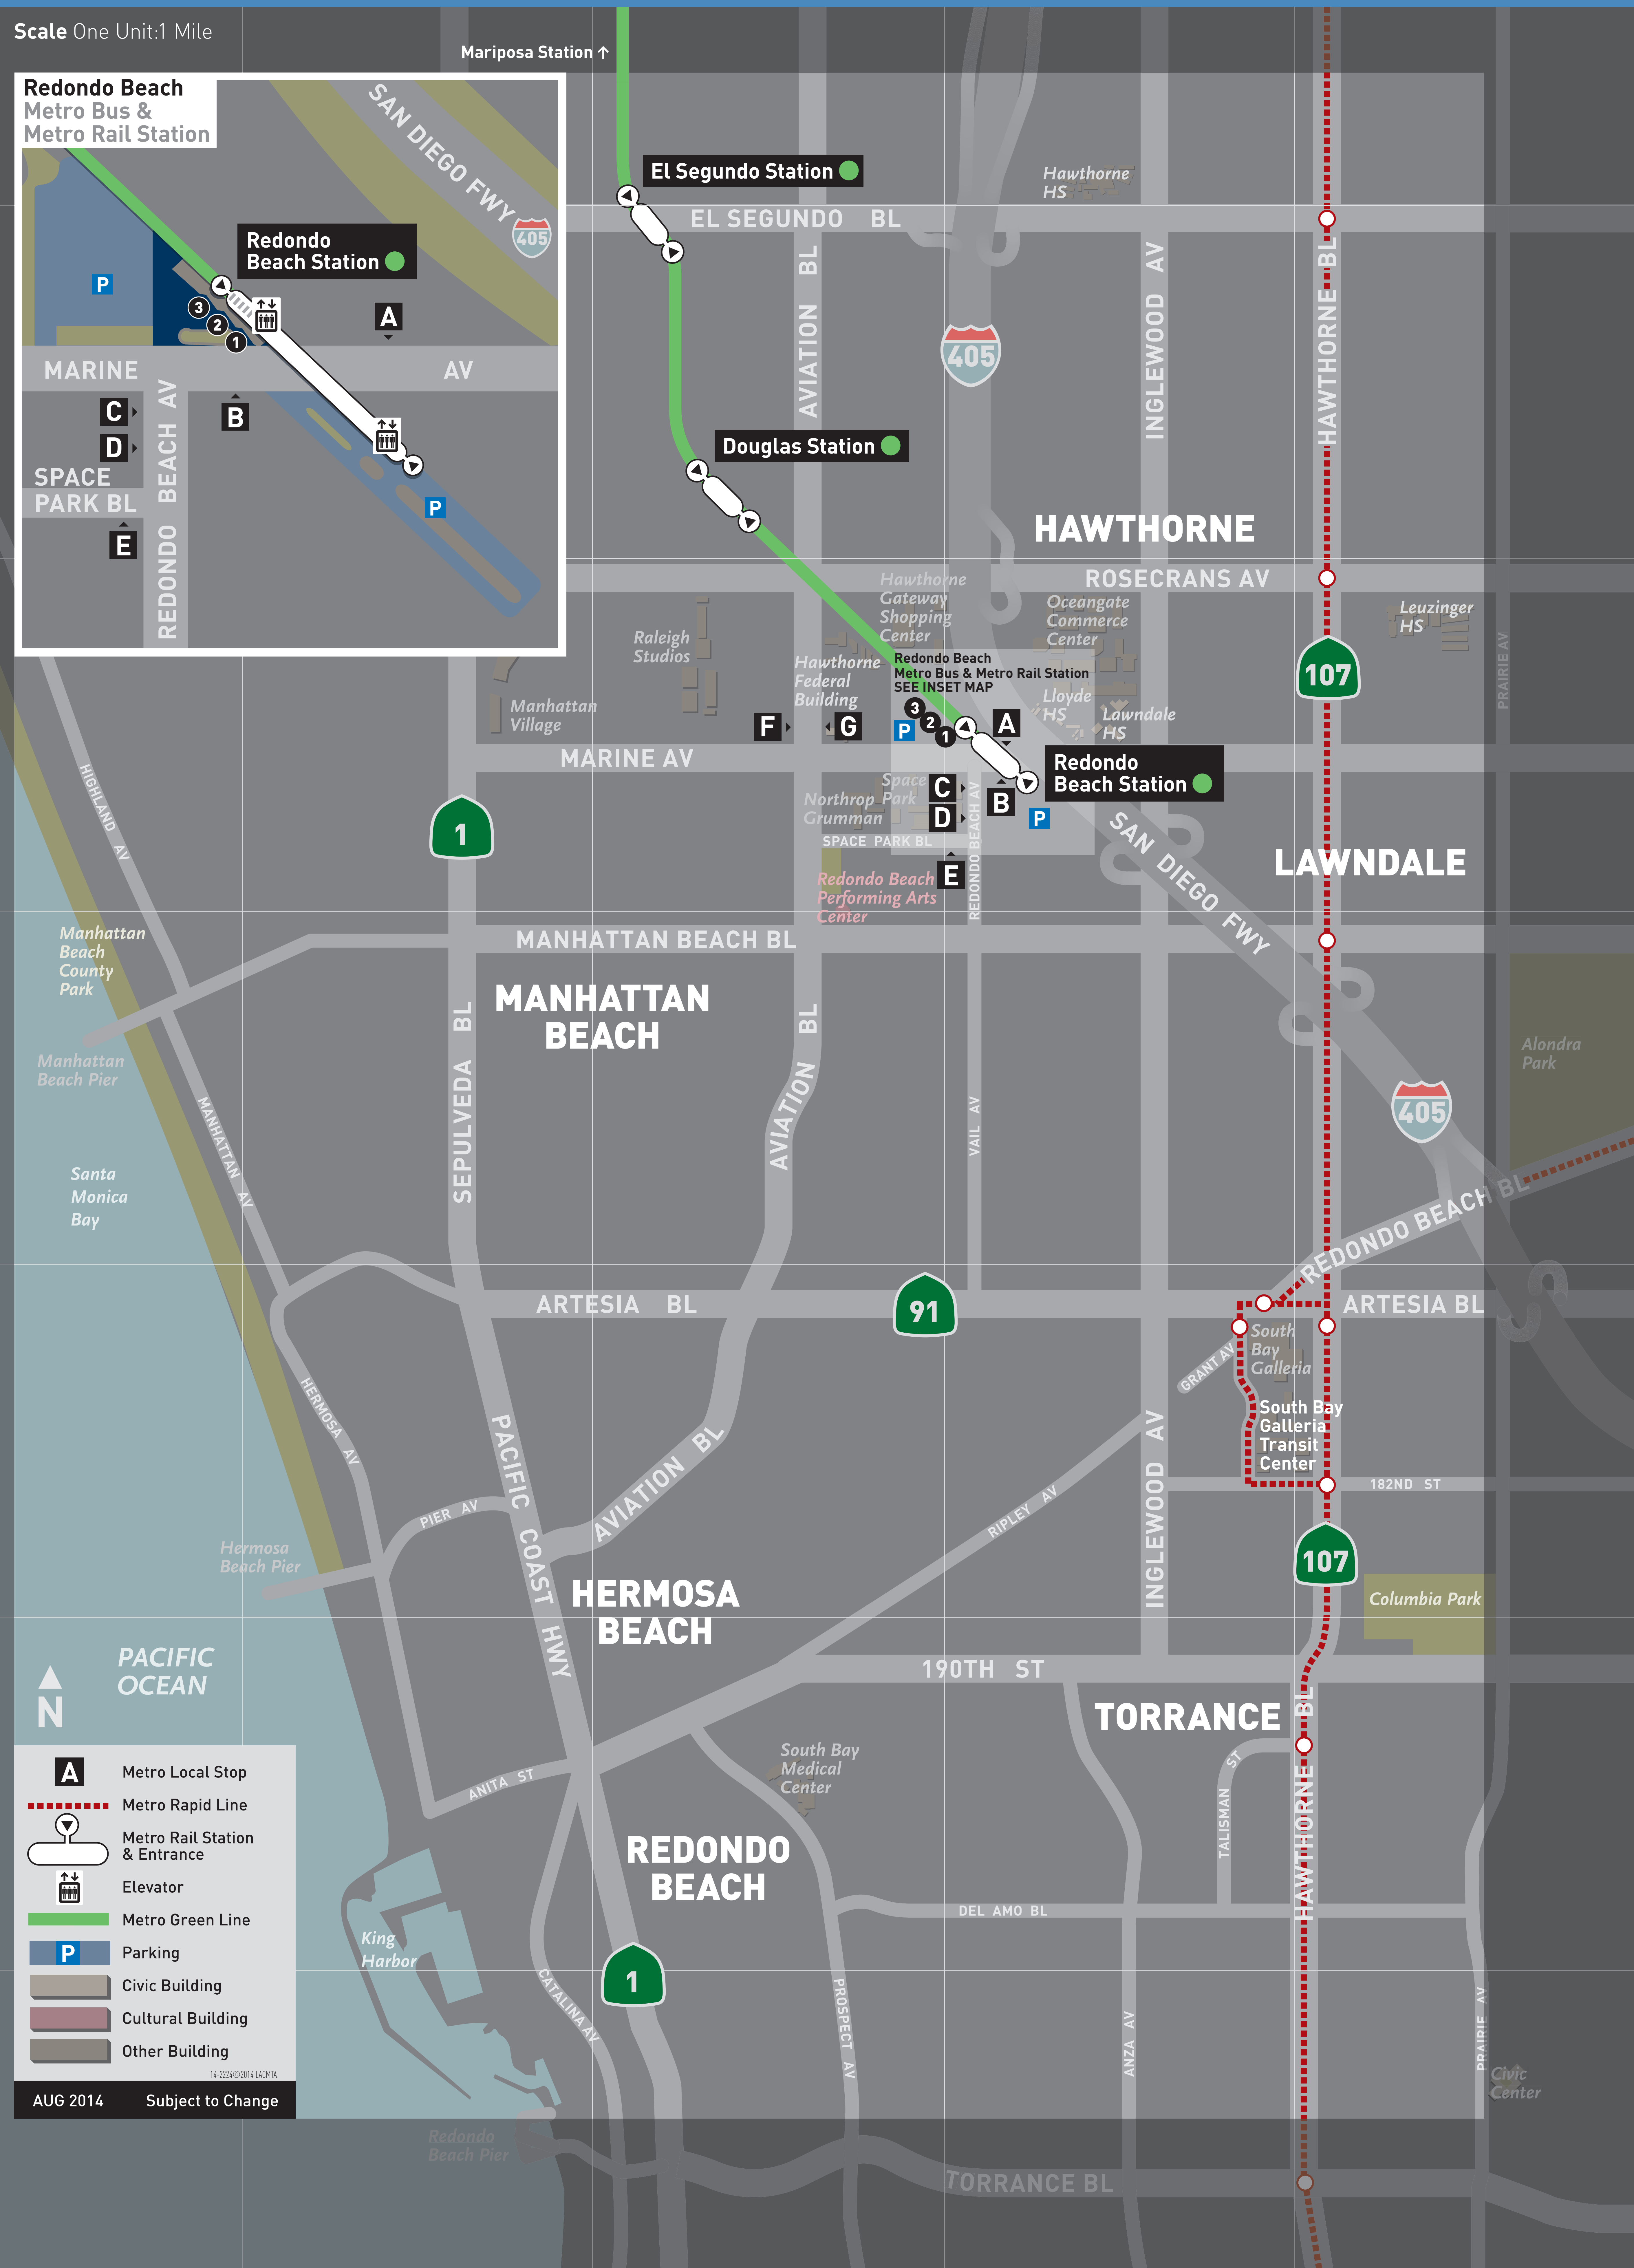 Scale One Unit:1 Mile
Mariposa Station ↑
Redondo Beach
Metro Bus &
Metro Rail Station
SAN DIEGO FWY
405
Redondo
Beach Station
P
3
2
1
A
MARINE AV
C
D
B
SPACE
PARK BL
E
REDONDO BEACH AV
P
El Segundo Station
EL SEGUNDO BL
Hawthorne
HS
AVIATION BL
INGLEWOOD AV
HAWTHORNE BL
405
Douglas Station
HAWTHORNE
ROSECRANS AV
Hawthorne
Gateway
Shopping
Center
Oceangate
Commerce
Center
Leuzinger
HS
PRAIRIE AV
107
Raleigh
Studios
Hawthorne
Federal
Building
Redondo Beach
Metro Bus & Metro Rail Station
SEE INSET MAP
Lloyde
HS
Lawndale
HS
Manhattan
Village
F
G
P
3
2
1
A
MARINE AV
Redondo
Beach Station
HIGHLAND AV
1
Space
Park
Northrop
Grumman
C
D
B
P
SPACE PARK BL
E
REDONDO BEACH AV
Redondo Beach
Performing Arts
Center
SAN DIEGO FWY
LAWNDALE
Manhattan
Beach
County
Park
MANHATTAN BEACH BL
MANHATTAN
BEACH
Manhattan
Beach Pier
SEPULVEDA BL
AVIATION BL
VAIL AV
Alondra
Park
405
MANHATTAN AV
Santa
Monica
Bay
REDONDO BEACH BL
ARTESIA BL
91
ARTESIA BL
South
Bay
Galleria
GRANT AV
HERMOSA AV
South Bay
Galleria
Transit
Center
PACIFIC COAST HWY
AVIATION BL
INGLEWOOD AV
182ND ST
PIER AV
RIPLEY AV
107
Hermosa
Beach Pier
HERMOSA
BEACH
Columbia Park
PACIFIC
OCEAN
N
190TH ST
TORRANCE
HAWTHORNE BL
South Bay
Medical
Center
TALISMAN ST
ANITA ST
REDONDO
BEACH
DEL AMO BL
King
Harbor
1
CATALINA AV
PROSPECT AV
ANZA AV
PRAIRIE AV
Civic
Center
Redondo
Beach Pier
TORRANCE BL
A Metro Local Stop
Metro Rapid Line
Metro Rail Station
& Entrance
Elevator
Metro Green Line
P Parking
Civic Building
Cultural Building
Other Building
14-2224©2014 LACMTA
AUG 2014 Subject to Change